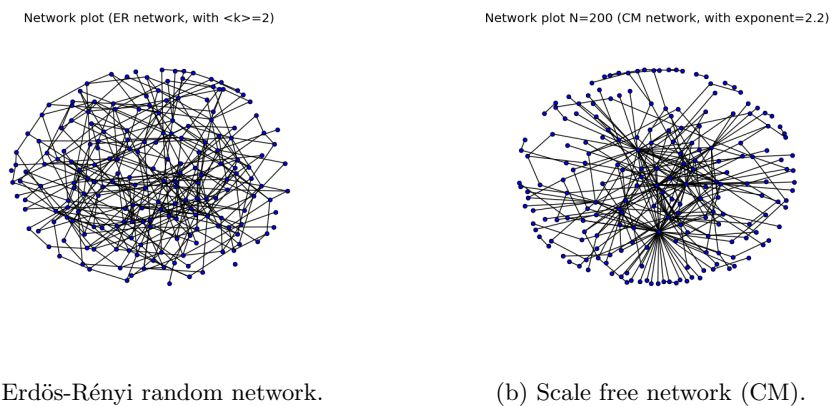 Network plot (ER network, with <k>=2)
Network plot N=200 (CM network, with exponent=2.2)
Erdös-Rényi random network.
(b) Scale free network (CM).